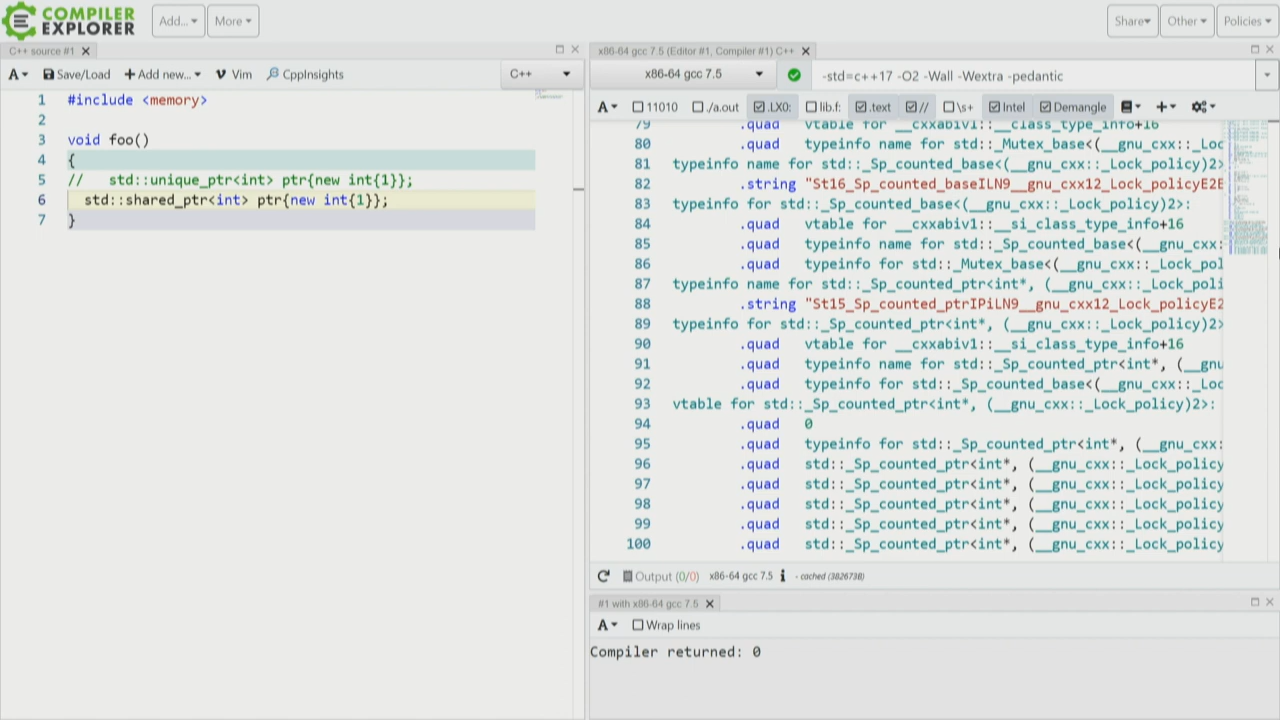 COMPILER
EXPLORER
Add...
More
Share
Other
Policies
C++ source #1
A
Save/Load
Add new...
Vim
CppInsights
C++
1 #include <memory>
2
3 void foo()
4 {
5 //   std::unique_ptr<int> ptr{new int{1}};
6   std::shared_ptr<int> ptr{new int{1}};
7 }
x86-64 gcc 7.5 (Editor #1, Compiler #1) C++
x86-64 gcc 7.5
-std=c++17 -O2 -Wall -Wextra -pedantic
A
11010
./a.out
.LX0:
lib.f:
.text
//
\s+
Intel
Demangle
79 .quad vtable for __cxxabiv1::__class_type_info+16
80 .quad typeinfo name for std::_Mutex_base<(__gnu_cxx::_Loc
81 typeinfo name for std::_Sp_counted_base<(__gnu_cxx::_Lock_policy)2>
82 .string "St16_Sp_counted_baseILN9__gnu_cxx12_Lock_policyE2E
83 typeinfo for std::_Sp_counted_base<(__gnu_cxx::_Lock_policy)2>:
84 .quad vtable for __cxxabiv1::__si_class_type_info+16
85 .quad typeinfo name for std::_Sp_counted_base<(__gnu_cxx:
86 .quad typeinfo for std::_Mutex_base<(__gnu_cxx::_Lock_pol
87 typeinfo name for std::_Sp_counted_ptr<int*, (__gnu_cxx::_Lock_poli
88 .string "St15_Sp_counted_ptrIPiLN9__gnu_cxx12_Lock_policyE2
89 typeinfo for std::_Sp_counted_ptr<int*, (__gnu_cxx::_Lock_policy)2>
90 .quad vtable for __cxxabiv1::__si_class_type_info+16
91 .quad typeinfo name for std::_Sp_counted_ptr<int*, (__gnu
92 .quad typeinfo for std::_Sp_counted_base<(__gnu_cxx::_Loc
93 vtable for std::_Sp_counted_ptr<int*, (__gnu_cxx::_Lock_policy)2>:
94 .quad 0
95 .quad typeinfo for std::_Sp_counted_ptr<int*, (__gnu_cxx:
96 .quad std::_Sp_counted_ptr<int*, (__gnu_cxx::_Lock_policy
97 .quad std::_Sp_counted_ptr<int*, (__gnu_cxx::_Lock_policy
98 .quad std::_Sp_counted_ptr<int*, (__gnu_cxx::_Lock_policy
99 .quad std::_Sp_counted_ptr<int*, (__gnu_cxx::_Lock_policy
100 .quad std::_Sp_counted_ptr<int*, (__gnu_cxx::_Lock_policy
Output (0/0) x86-64 gcc 7.5 i - cached (382673B)
#1 with x86-64 gcc 7.5
A
Wrap lines
Compiler returned: 0